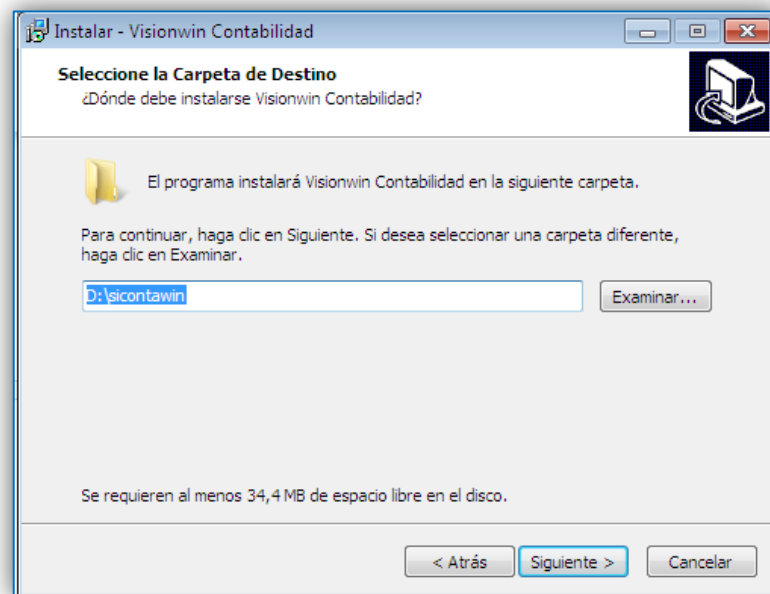 Instalar - Visionwin Contabilidad
Seleccione la Carpeta de Destino
¿Dónde debe instalarse Visionwin Contabilidad?
El programa instalará Visionwin Contabilidad en la siguiente carpeta.
Para continuar, haga clic en Siguiente. Si desea seleccionar una carpeta diferente,
haga clic en Examinar.
D:\sicontawin
Examinar...
Se requieren al menos 34,4 MB de espacio libre en el disco.
< Atrás
Siguiente >
Cancelar